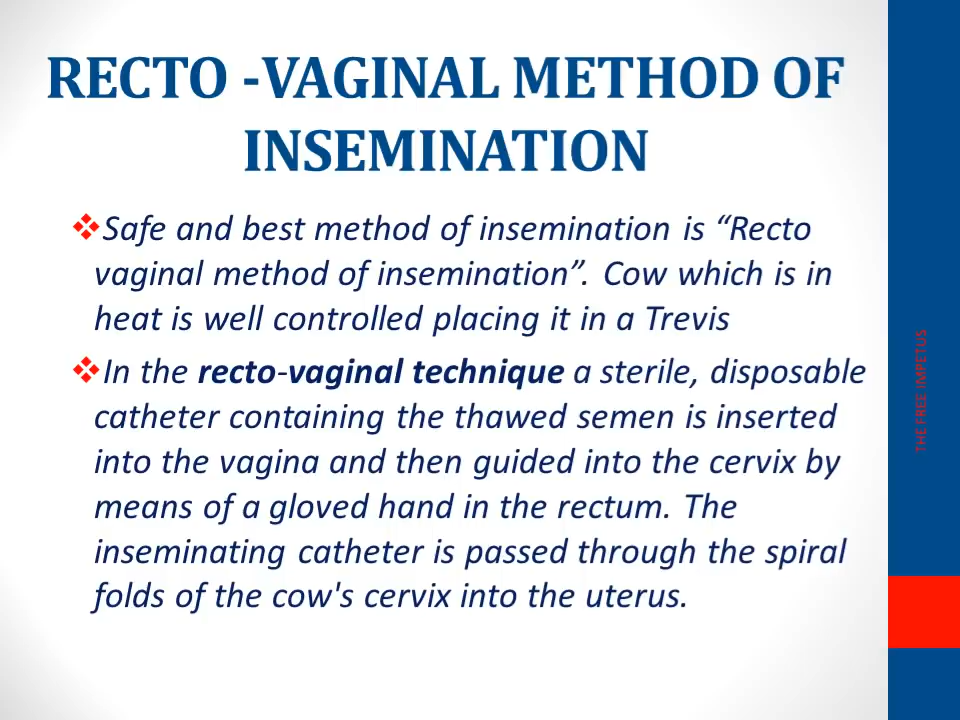 RECTO -VAGINAL METHOD OF
INSEMINATION
❖Safe and best method of insemination is “Recto
vaginal method of insemination”. Cow which is in
heat is well controlled placing it in a Trevis
❖In the recto-vaginal technique a sterile, disposable
catheter containing the thawed semen is inserted
into the vagina and then guided into the cervix by
means of a gloved hand in the rectum. The
inseminating catheter is passed through the spiral
folds of the cow's cervix into the uterus.
THE FREE IMPETUS